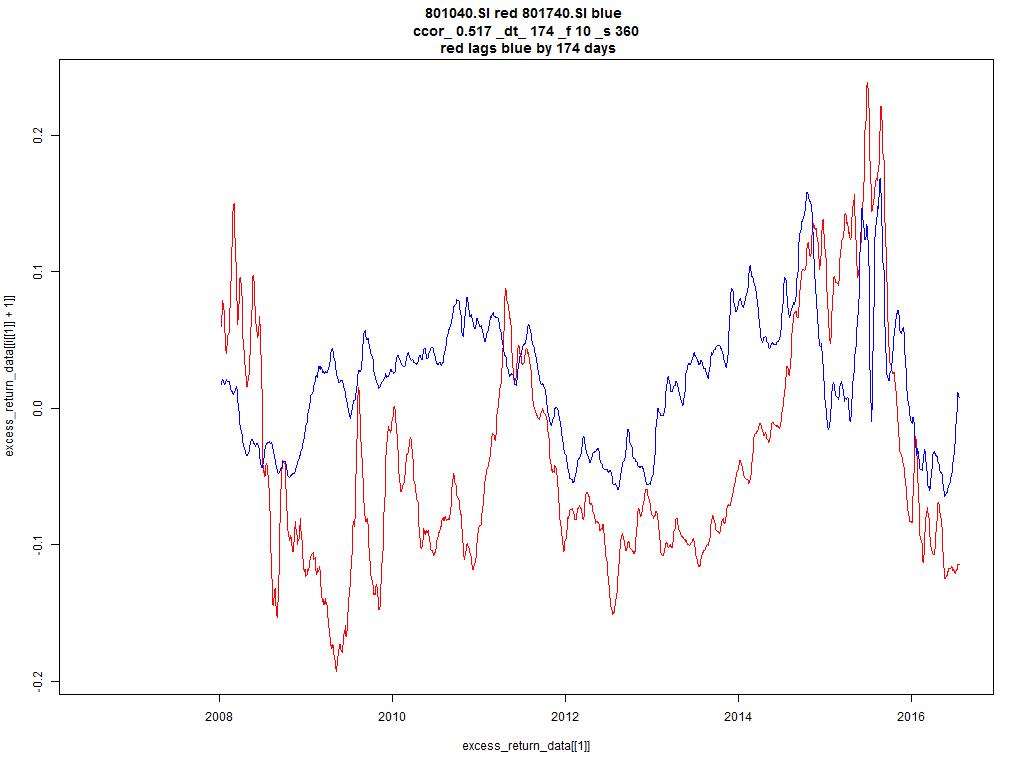 801040.SI red 801740.SI blue
ccor_ 0.517 _dt_ 174 _f 10 _s 360
red lags blue by 174 days
0.2
0.1
0.0
-0.1
-0.2
excess_return_data[[i[[1]] + 1]]
2008 2010 2012 2014 2016
excess_return_data[[1]]